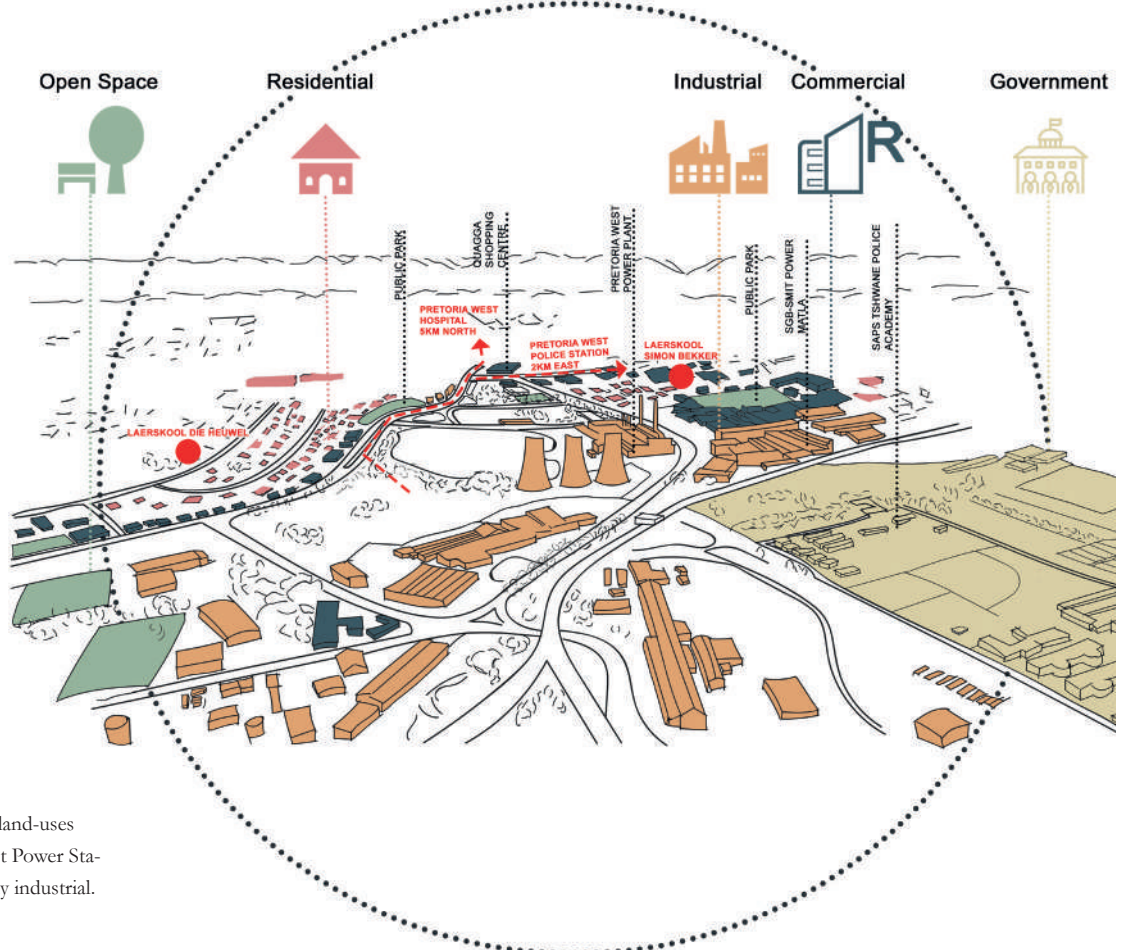 Open Space
Residential
Industrial
Commercial
Government
R
PUBLIC PARK
QUAGGA
SHOPPING
CENTRE
PRETORIA WEST
POWER PLANT
PUBLIC PARK
SGB-SMIT POWER
MATLA
SAPS TSHWANE POLICE
ACADEMY
PRETORIA WEST
HOSPITAL
5KM NORTH
PRETORIA WEST
POLICE STATION
2KM EAST
LAERSKOOL
SIMON BEKKER
LAERSKOOL DIE HEUWEL
land-uses
t Power Sta-
y industrial.